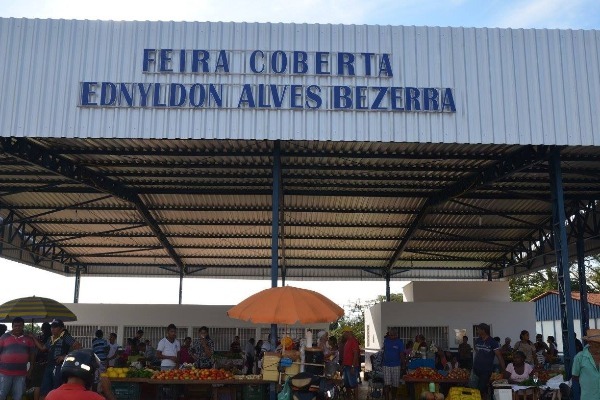 FEIRA COBERTA
EDNYLDON ALVES BEZERRA